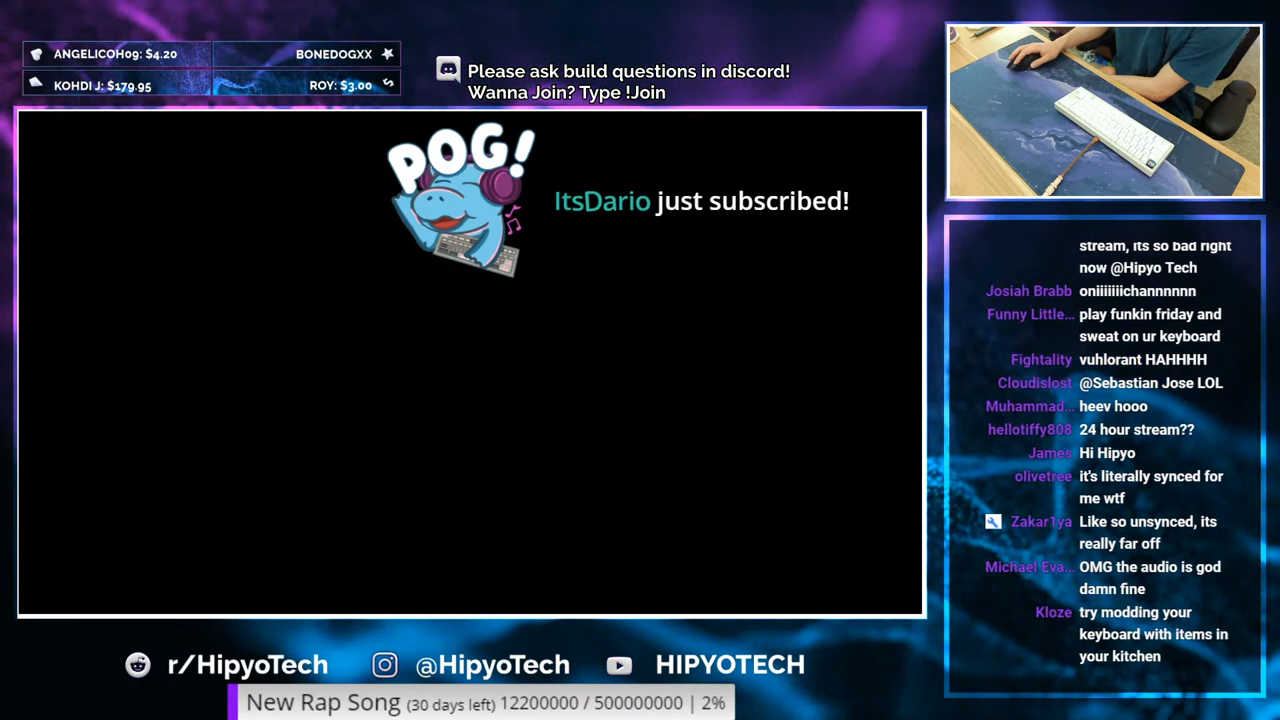 ANGELICOH09: $4.20
BONEDOGXX
KOHDI J: $179.95
ROY: $3.00
Please ask build questions in discord!
Wanna Join? Type !Join
POG!
ItsDario just subscribed!
stream, its so bad right
now @Hipyo Tech
Josiah Brabb oniiiiiiichannnnnn
Funny Little... play funkin friday and
sweat on ur keyboard
Fightality vuhlorant HAHHHH
Cloudislost @Sebastian Jose LOL
Muhammad... heev hooo
hellotiffy808 24 hour stream??
James Hi Hipyo
olivetree it's literally synced for
me wtf
Zakar1ya Like so unsynced, its
really far off
Michael Eva... OMG the audio is god
damn fine
Kloze try modding your
keyboard with items in
your kitchen
r/HipyoTech @HipyoTech HIPYOTECH
New Rap Song (30 days left) 12200000 / 500000000 | 2%